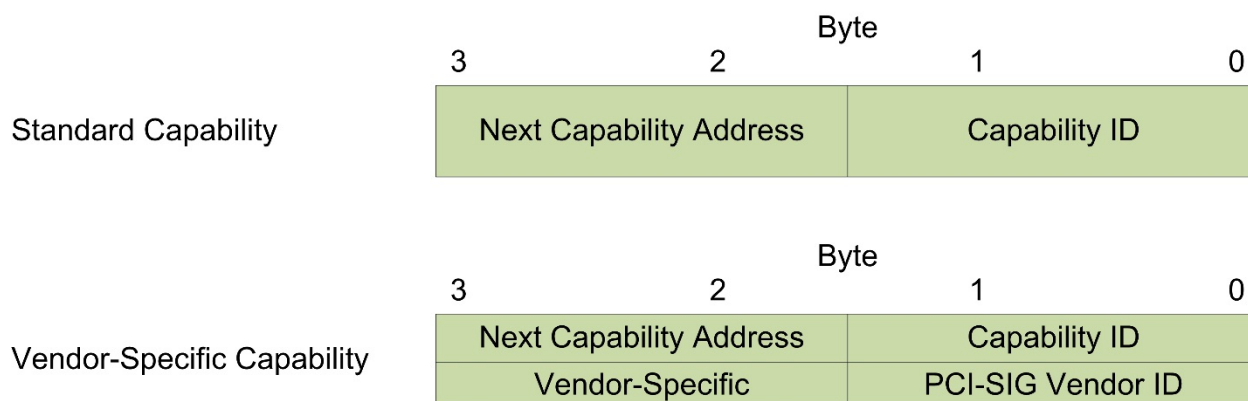 Byte
3 2 1 0
Standard Capability Next Capability Address Capability ID
Byte
3 2 1 0
Next Capability Address Capability ID
Vendor-Specific Capability
Vendor-Specific PCI-SIG Vendor ID